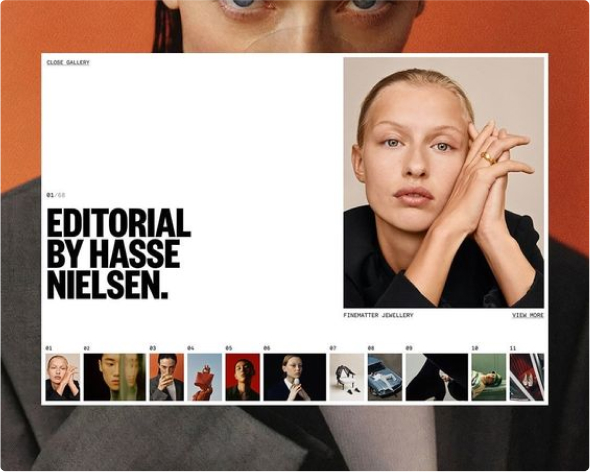 CLOSE GALLERY
01/68
EDITORIAL
BY HASSE
NIELSEN.
FINEMATTER JEWELLERY
VIEW MORE
01 02 03 04 05 06 07 08 09 10 11